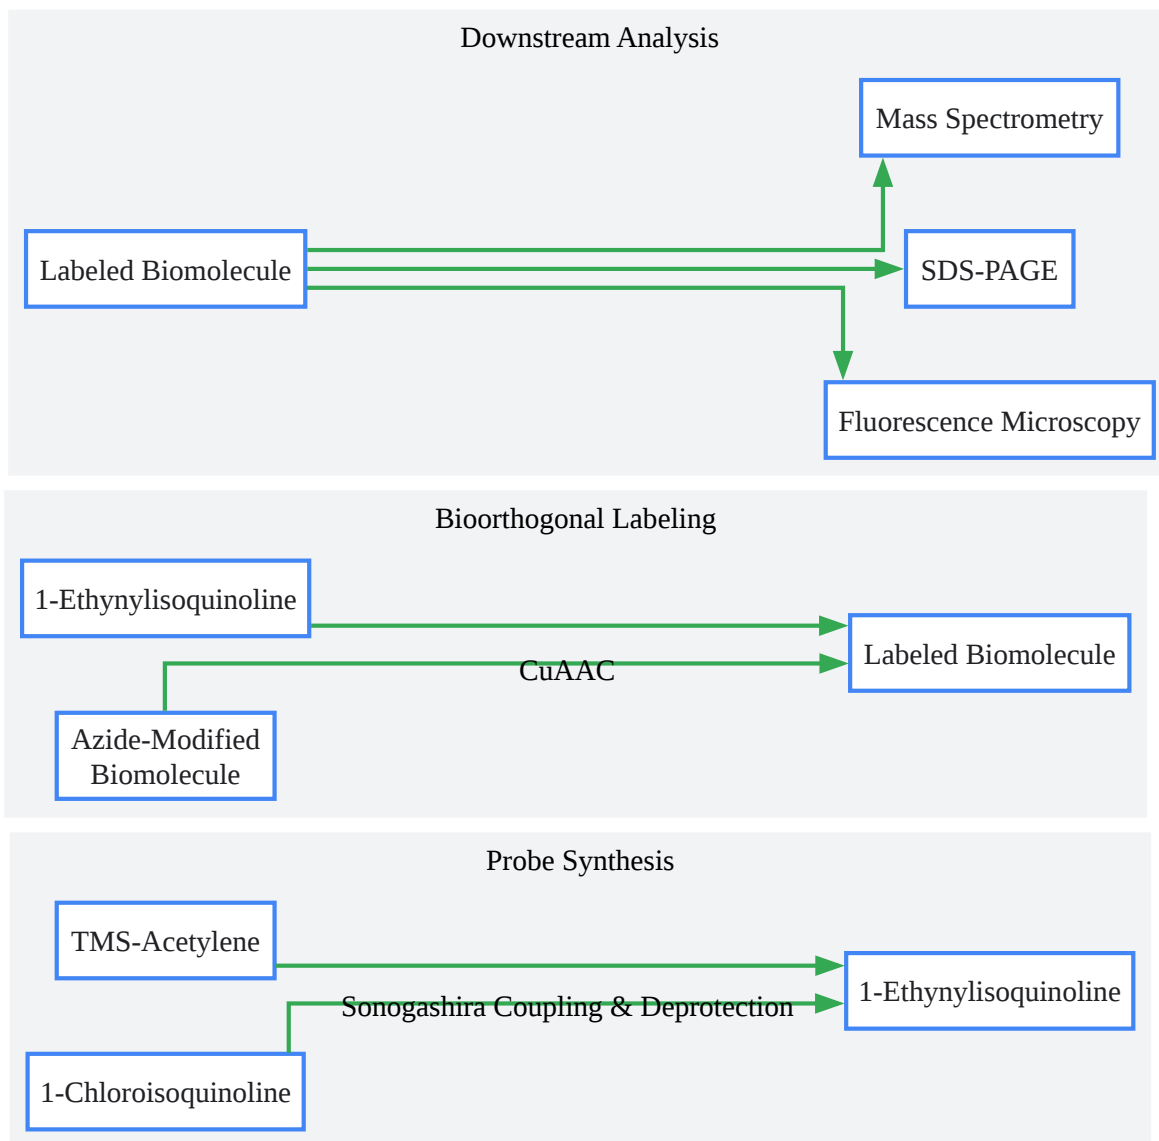 Downstream Analysis
Mass Spectrometry
Labeled Biomolecule
SDS-PAGE
Fluorescence Microscopy
Bioorthogonal Labeling
1-Ethynylisoquinoline
Labeled Biomolecule
CuAAC
Azide-Modified
Biomolecule
Probe Synthesis
TMS-Acetylene
1-Ethynylisoquinoline
Sonogashira Coupling & Deprotection
1-Chloroisoquinoline